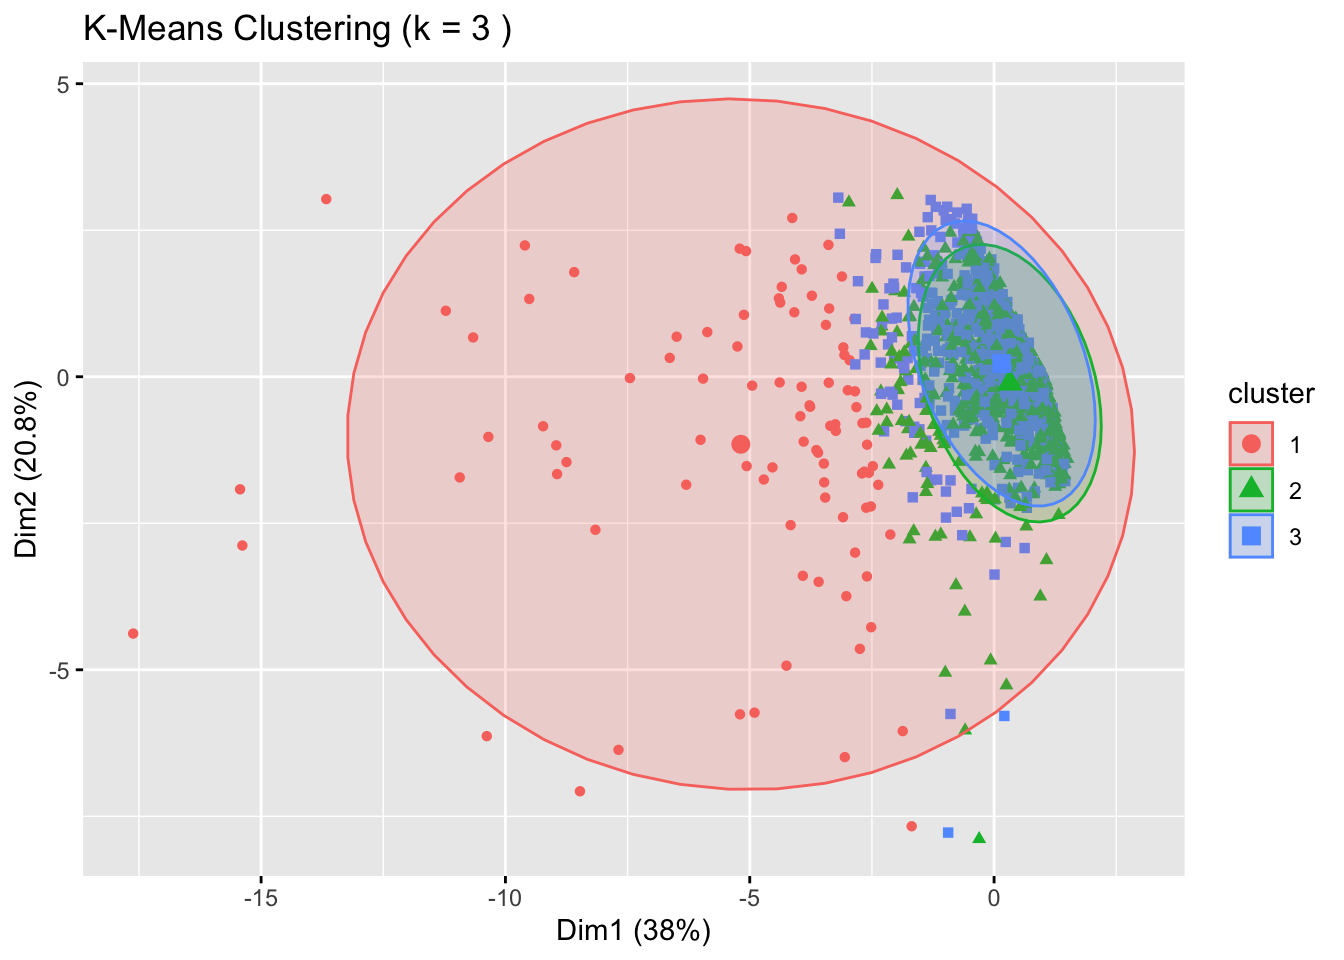 K-Means Clustering (k = 3 )
5
0
-5
Dim2 (20.8%)
-15 -10 -5 0
Dim1 (38%)
cluster
1
2
3